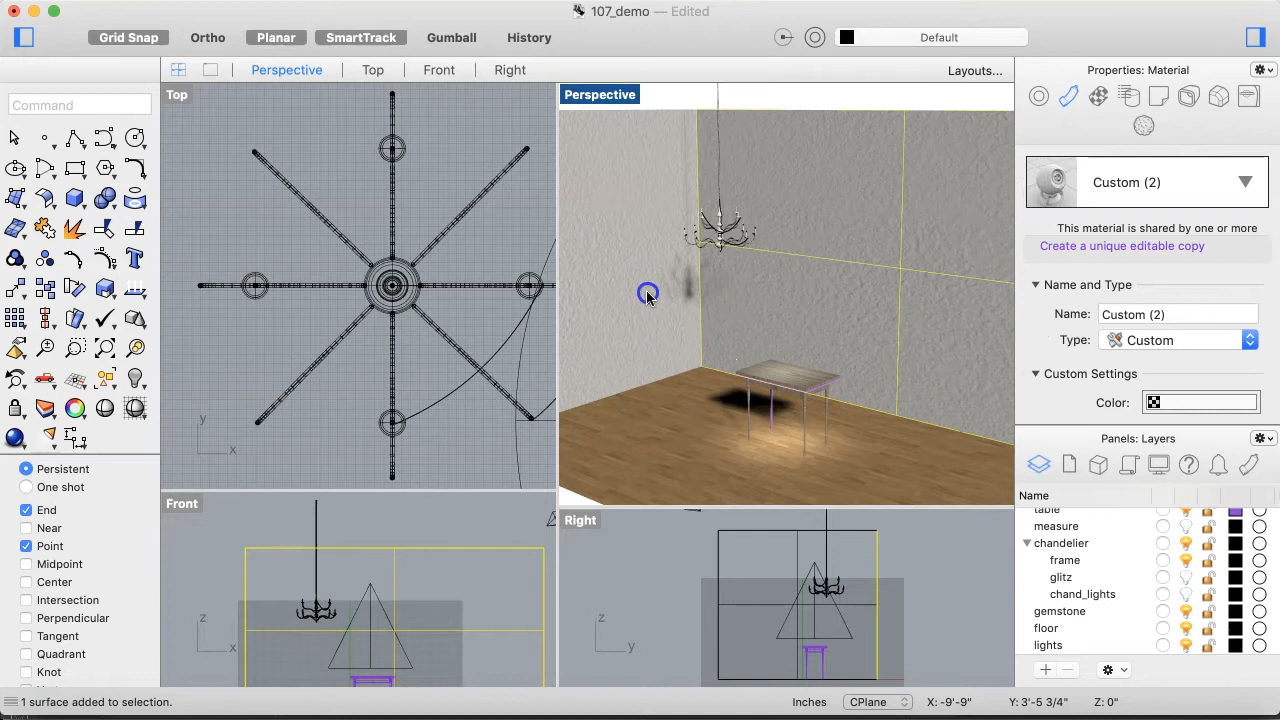 107_demo — Edited
Grid Snap Ortho Planar SmartTrack Gumball History Default
Perspective Top Front Right Layouts... Properties: Material
Command
Top
Perspective
Custom (2)
This material is shared by one or more
Create a unique editable copy
Name and Type
Name: Custom (2)
Type: Custom
Custom Settings
Color:
Panels: Layers
Name
table
measure
chandelier
frame
glitz
chand_lights
gemstone
floor
lights
y
x
Persistent
One shot
End
Near
Point
Midpoint
Center
Intersection
Perpendicular
Tangent
Quadrant
Knot
Front
z
x
Right
z
y
1 surface added to selection. Inches CPlane X: -9'-9" Y: 3'-5 3/4" Z: 0"